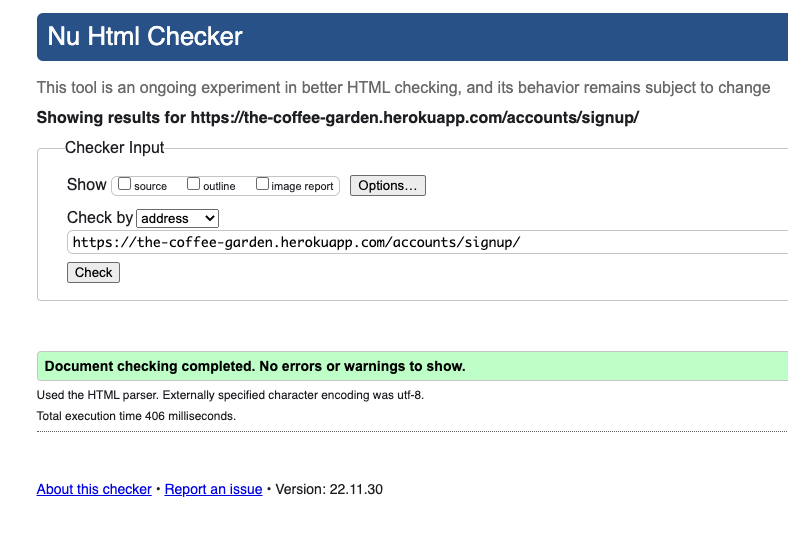 Nu Html Checker
This tool is an ongoing experiment in better HTML checking, and its behavior remains subject to change
Showing results for https://the-coffee-garden.herokuapp.com/accounts/signup/
Checker Input
Show source outline image report Options...
Check by address
https://the-coffee-garden.herokuapp.com/accounts/signup/
Check
Document checking completed. No errors or warnings to show.
Used the HTML parser. Externally specified character encoding was utf-8.
Total execution time 406 milliseconds.
About this checker • Report an issue • Version: 22.11.30